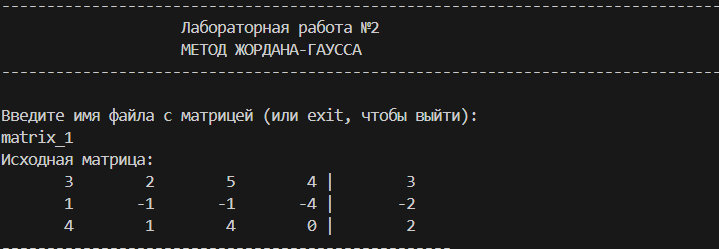 --------------------------------------------------------------------------------
Лабораторная работа №2
МЕТОД ЖОРДАНА-ГАУССА
--------------------------------------------------------------------------------
Введите имя файла с матрицей (или exit, чтобы выйти):
matrix_1
Исходная матрица:
3 2 5 4 | 3
1 -1 -1 -4 | -2
4 1 4 0 | 2
--------------------------------------------------